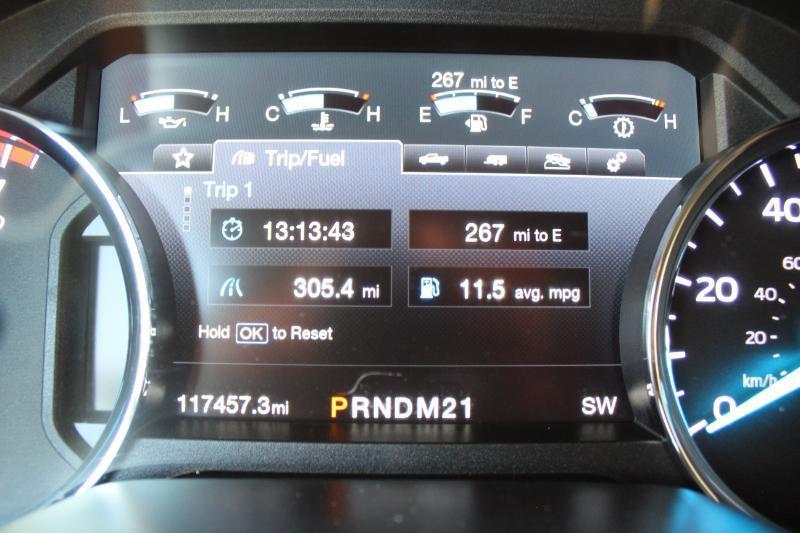 267 mi to E
L H C H E F C H
Trip/Fuel
Trip 1
13:13:43 267 mi to E
305.4 mi 11.5 avg. mpg
Hold OK to Reset
117457.3mi PRNDM21 SW
40
60
20 40
20
km/h
0